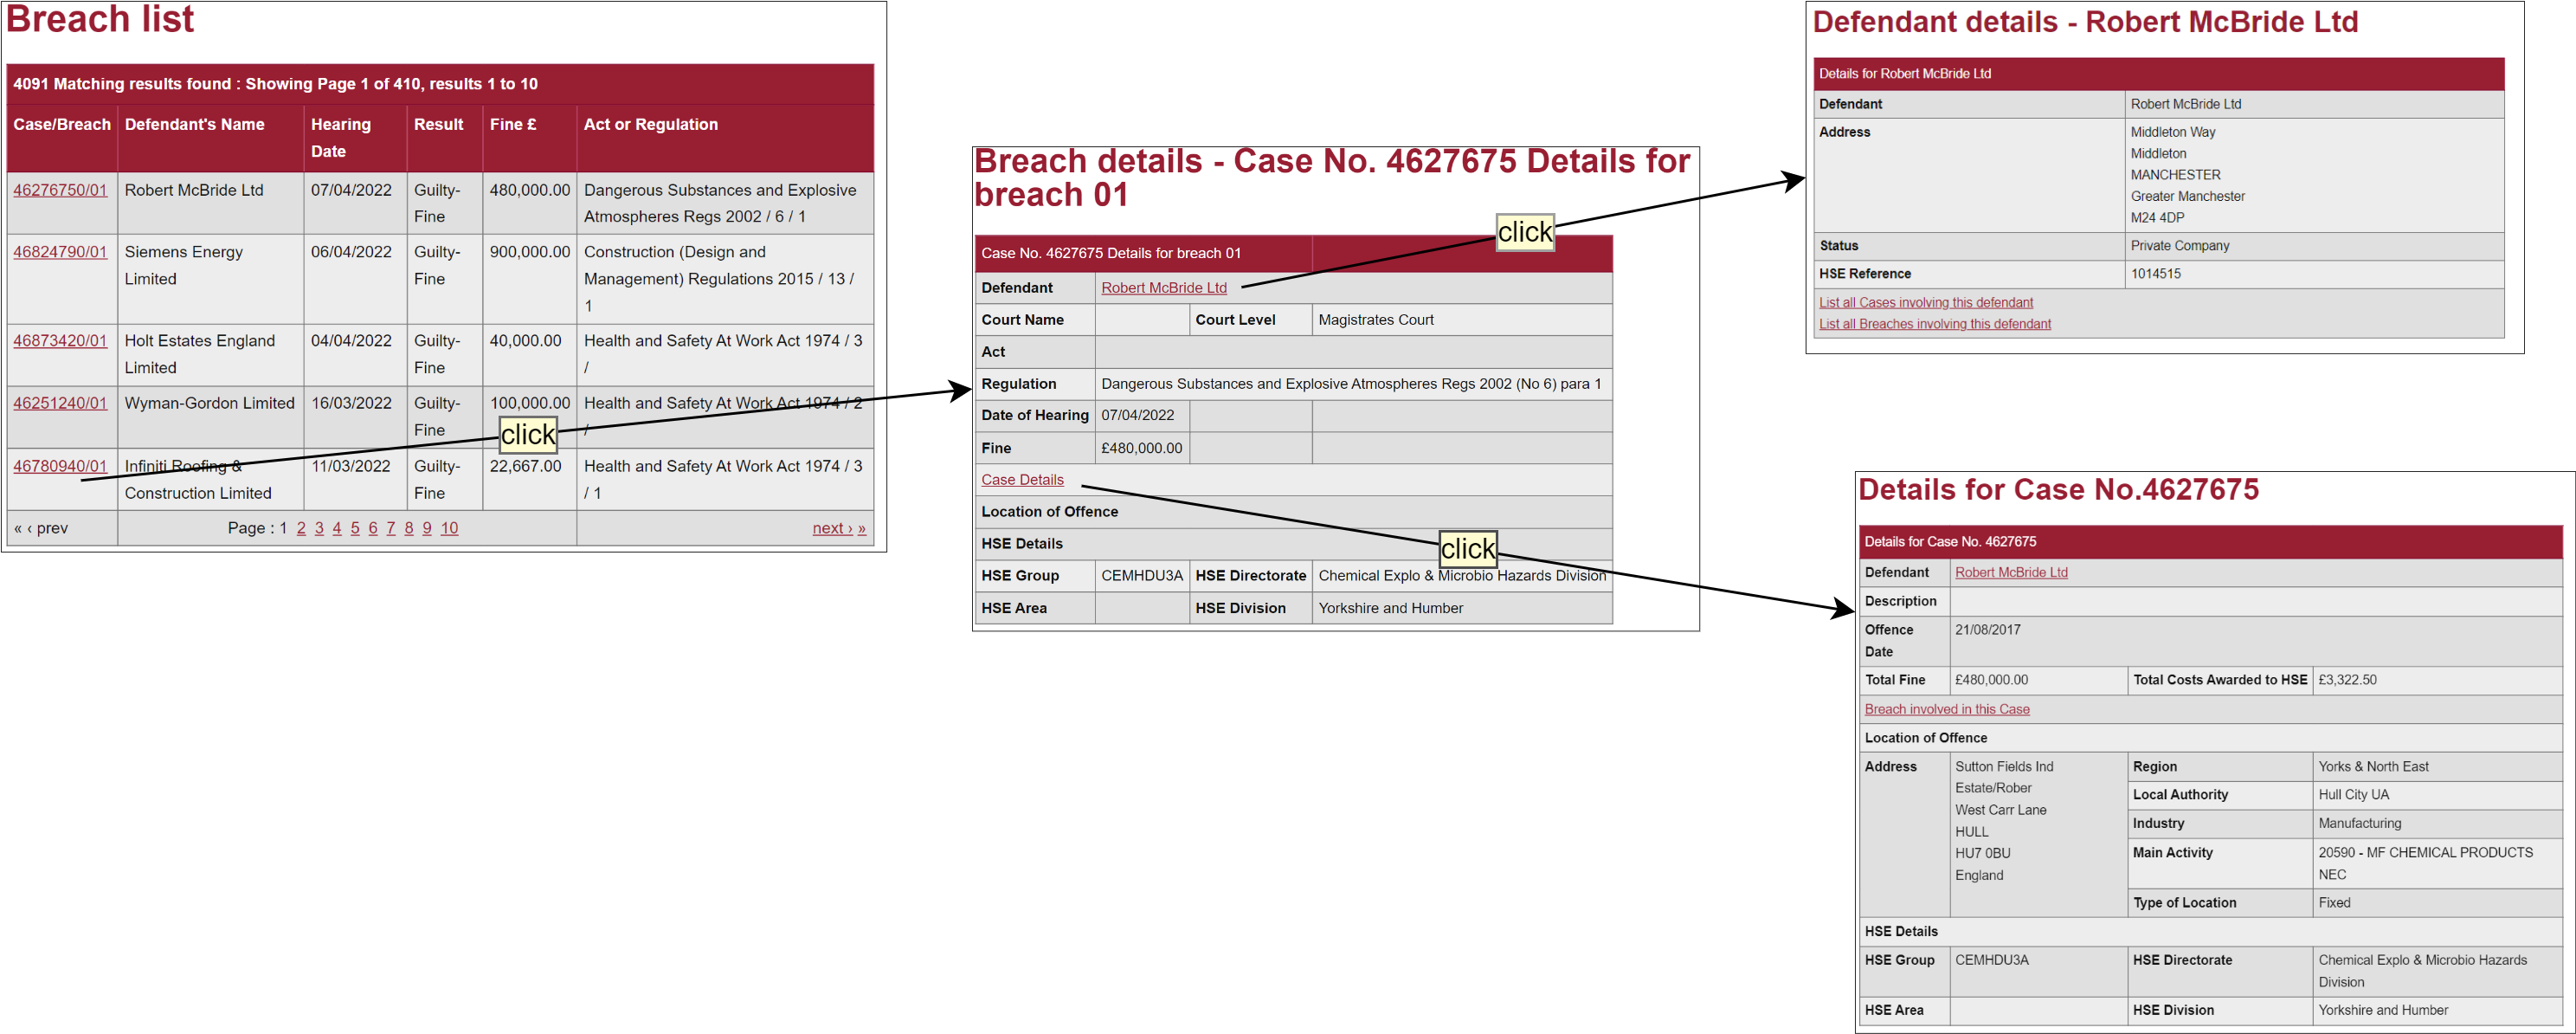 Breach list
4091 Matching results found : Showing Page 1 of 410, results 1 to 10
Case/Breach Defendant's Name Hearing Date Result Fine £ Act or Regulation
46276750/01 Robert McBride Ltd 07/04/2022 Guilty- 480,000.00 Dangerous Substances and Explosive
Fine Atmospheres Regs 2002 / 6 / 1
46824790/01 Siemens Energy 06/04/2022 Guilty- 900,000.00 Construction (Design and
Limited Fine Management) Regulations 2015 / 13 /
1
46873420/01 Holt Estates England 04/04/2022 Guilty- 40,000.00 Health and Safety At Work Act 1974 / 3
Limited Fine /
46251240/01 Wyman-Gordon Limited 16/03/2022 Guilty- 100,000.00 Health and Safety At Work Act 1974 / 2
Fine /
46780940/01 Infiniti Roofing & 11/03/2022 Guilty- 22,667.00 Health and Safety At Work Act 1974 / 3
Construction Limited Fine / 1
« ‹ prev Page : 1 2 3 4 5 6 7 8 9 10 next › »
click
Breach details - Case No. 4627675 Details for
breach 01
Case No. 4627675 Details for breach 01
Defendant Robert McBride Ltd
Court Name Court Level Magistrates Court
Act
Regulation Dangerous Substances and Explosive Atmospheres Regs 2002 (No 6) para 1
Date of Hearing 07/04/2022
Fine £480,000.00
Case Details
Location of Offence
HSE Details
HSE Group CEMHDU3A HSE Directorate Chemical Explo & Microbio Hazards Division
HSE Area HSE Division Yorkshire and Humber
click
click
Defendant details - Robert McBride Ltd
Details for Robert McBride Ltd
Defendant Robert McBride Ltd
Address Middleton Way
Middleton
MANCHESTER
Greater Manchester
M24 4DP
Status Private Company
HSE Reference 1014515
List all Cases involving this defendant
List all Breaches involving this defendant
Details for Case No.4627675
Details for Case No. 4627675
Defendant Robert McBride Ltd
Description
Offence 21/08/2017
Date
Total Fine £480,000.00 Total Costs Awarded to HSE £3,322.50
Breach involved in this Case
Location of Offence
Address Sutton Fields Ind Region Yorks & North East
Estate/Rober Local Authority Hull City UA
West Carr Lane Industry Manufacturing
HULL
HU7 0BU Main Activity 20590 - MF CHEMICAL PRODUCTS
England NEC
Type of Location Fixed
HSE Details
HSE Group CEMHDU3A HSE Directorate Chemical Explo & Microbio Hazards
Division
HSE Area HSE Division Yorkshire and Humber